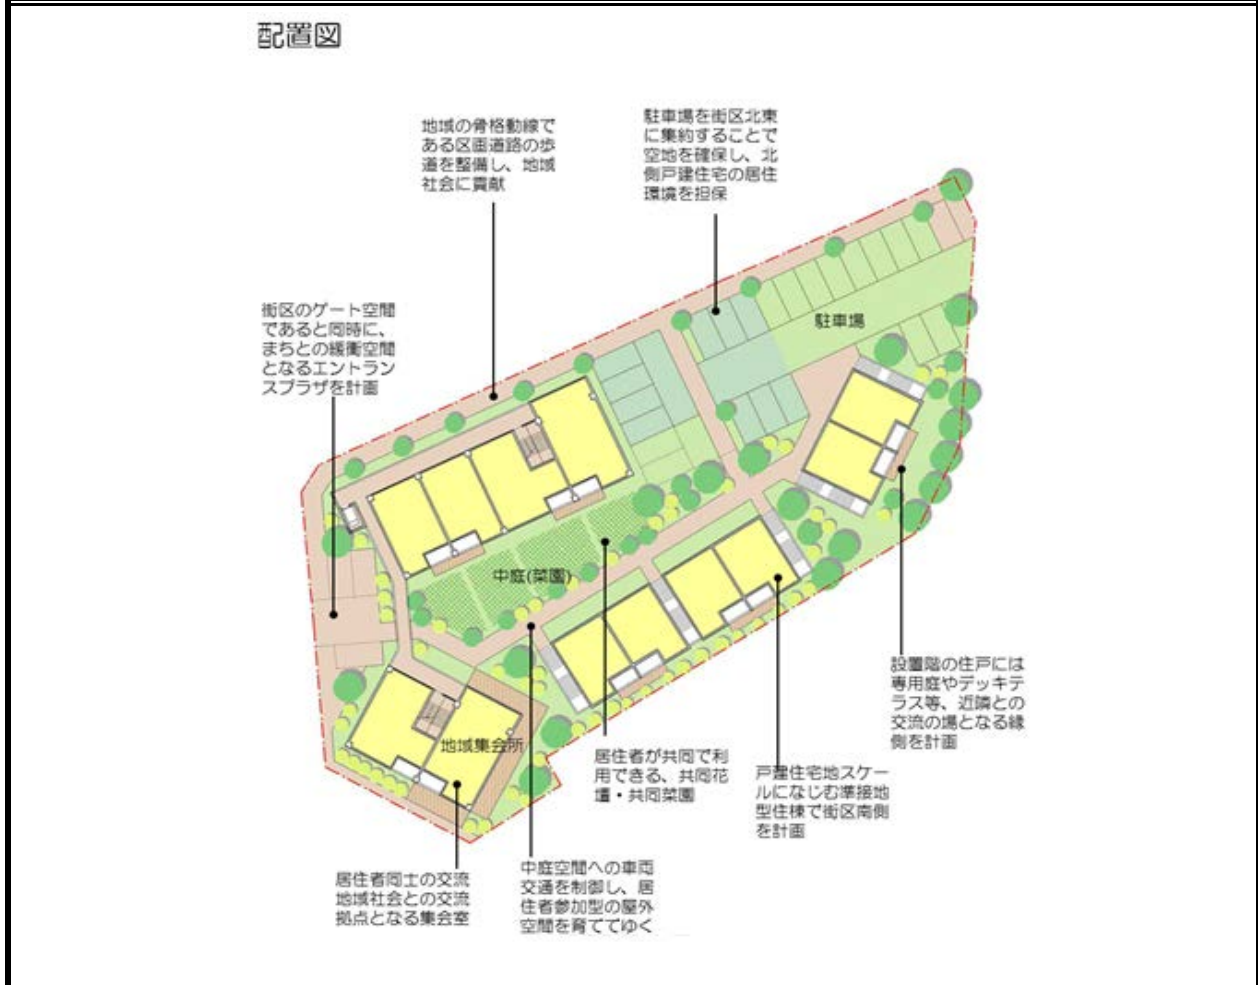 配置図
地域の骨格動線で
ある区画道路の歩
道を整備し、地域
社会に貢献
駐車場を街区北東
に集約することで
空地を確保し、北
側戸建住宅の居住
環境を担保
街区のゲート空間
であると同時に、
まちとの緩衝空間
となるエントラン
スプラザを計画
駐車場
中庭(菜園)
地域集会所
設置階の住戸には
専用庭やデッキテ
ラス等、近隣との
交流の場となる縁
側を計画
居住者が共同で利
用できる、共同花
壇・共同菜園
戸建住宅地スケー
ルになじむ準接地
型住棟で街区南側
を計画
居住者同士の交流
地域社会との交流
拠点となる集会室
中庭空間への車両
交通を制御し、居
住者参加型の屋外
空間を育ててゆく